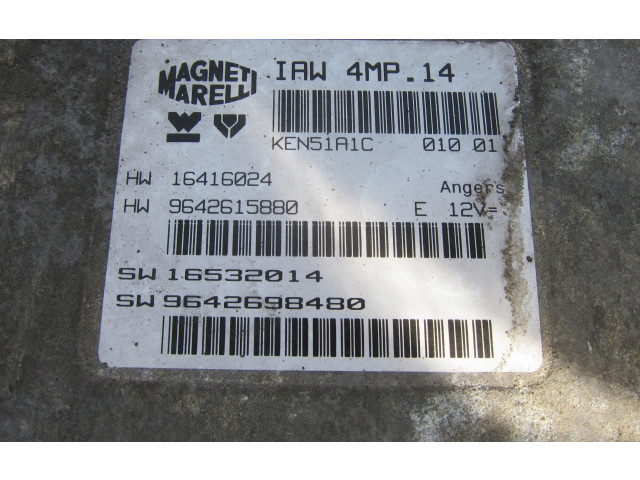 MAGNETI
MARELLI
IAW 4MP.14
KEN51A1C 010 01
HW 16416024 Angers
HW 9642615880 E 12V=
SW 16532014
SW 9642698480